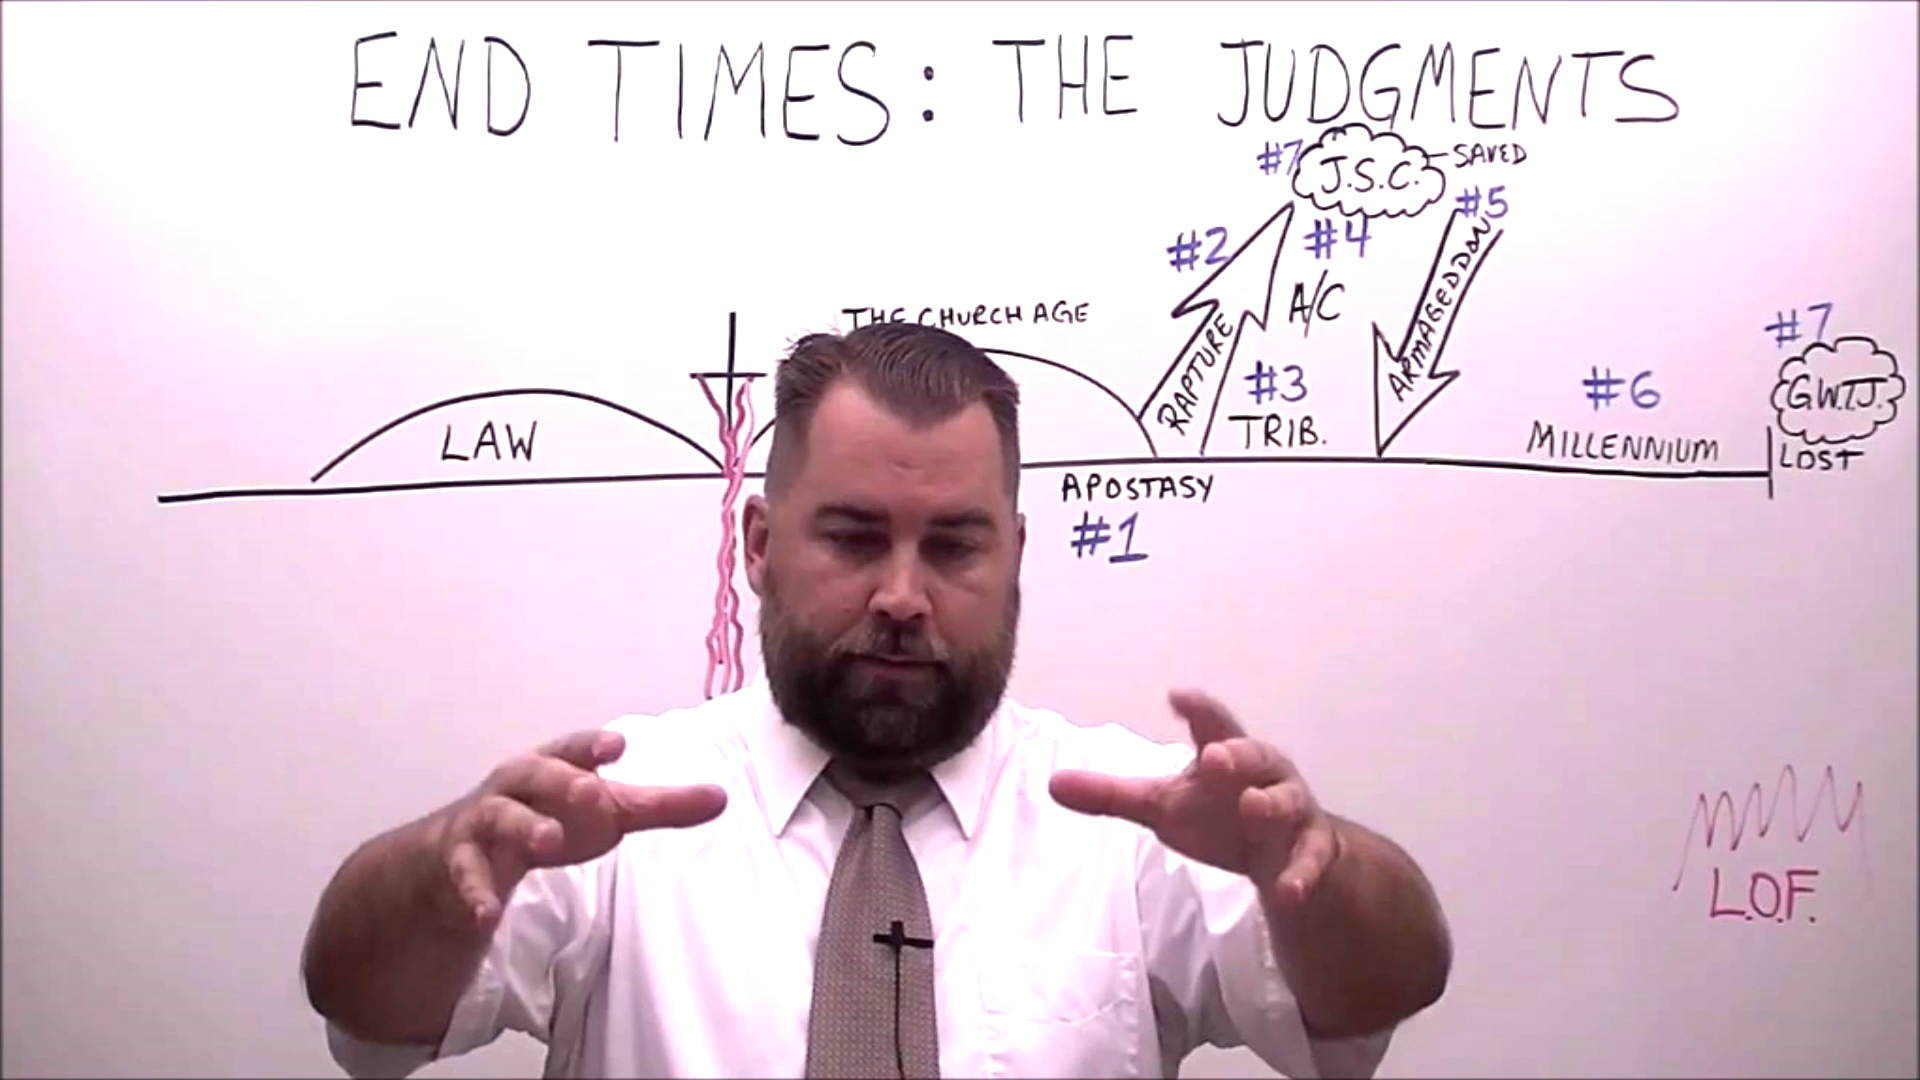 END TIMES: THE JUDGMENTS
#7 J.S.C. SAVED
#5
#2
#4
ARMAGEDDON
A/C
THE CHURCH AGE
RAPTURE
#7
G.W.T.J.
#3
TRIB.
#6
MILLENNIUM
LOST
LAW
APOSTASY
#1
L.O.F.